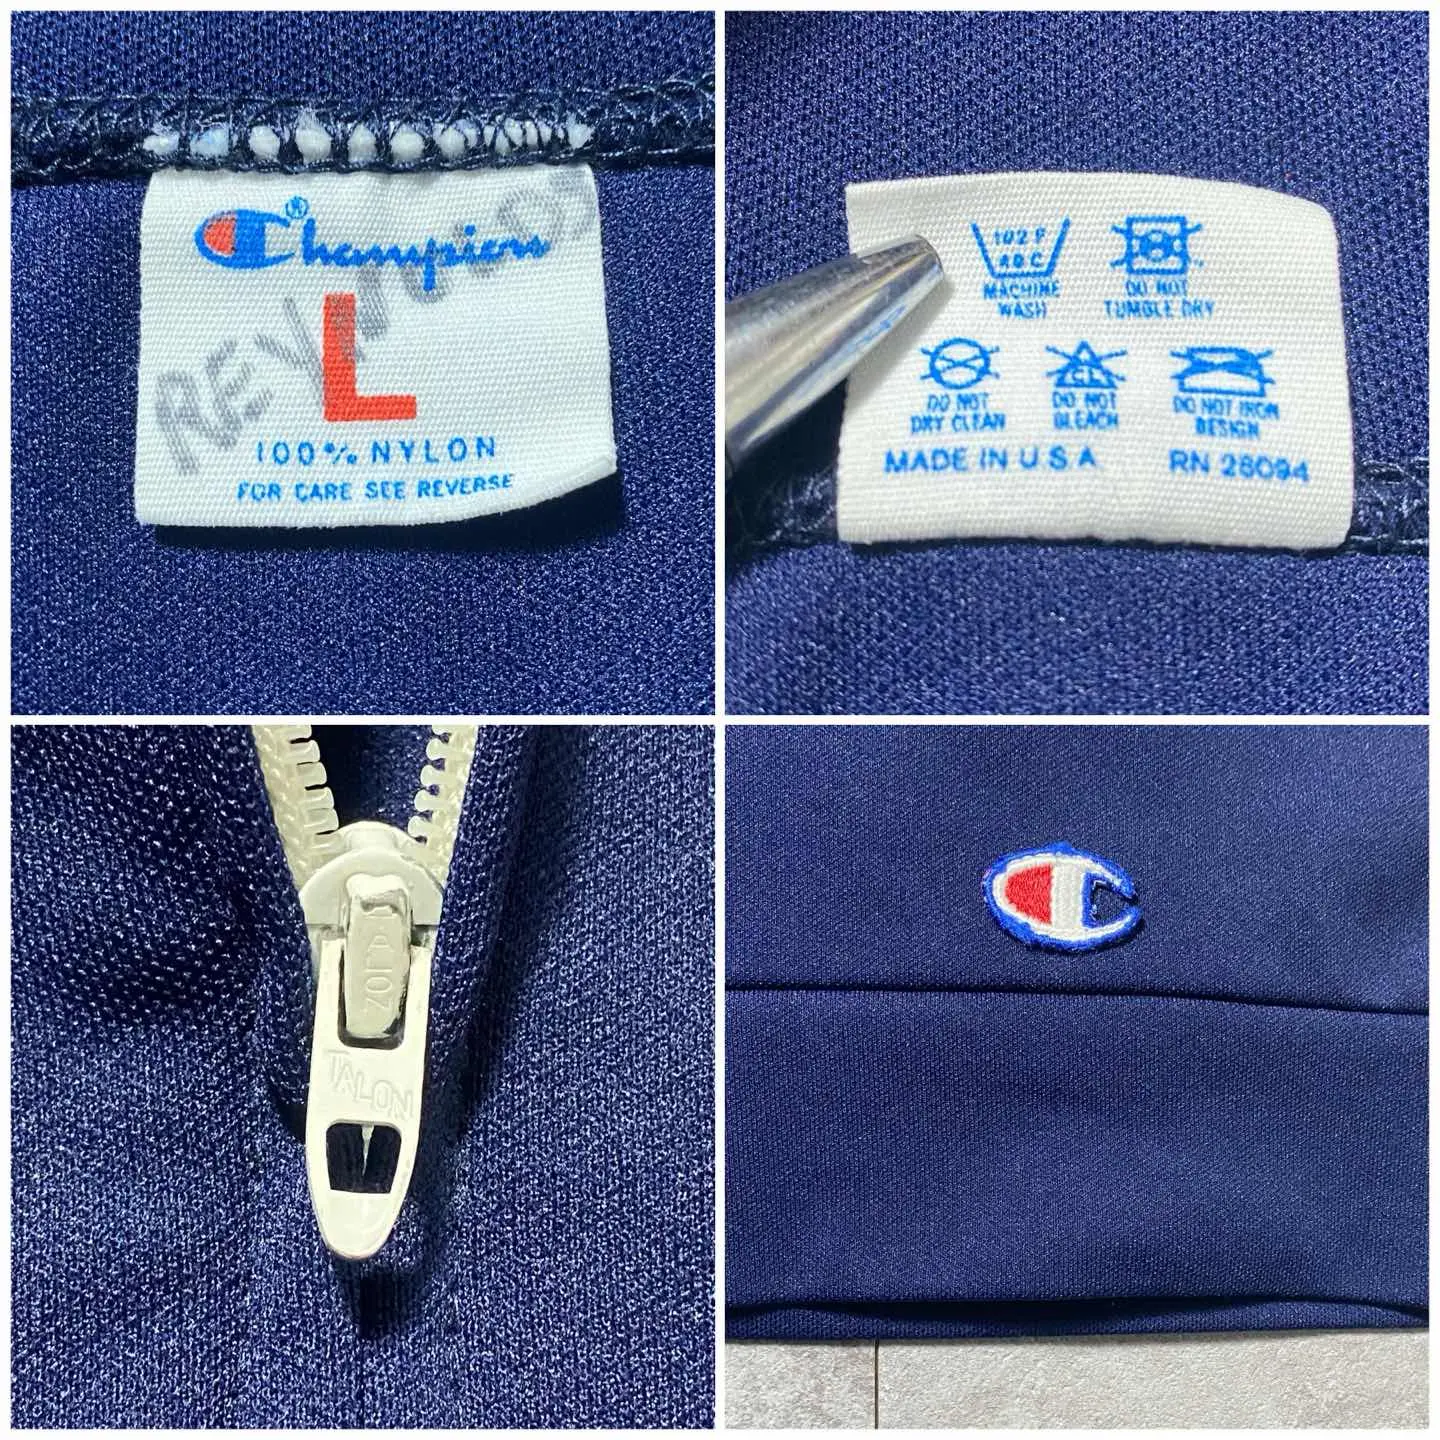 Champion®
L
100% NYLON
FOR CARE SEE REVERSE
102 F
40 C
MACHINE
WASH
DO NOT
TUMBLE DRY
DO NOT
DRY CLEAN
CL
DO NOT
BLEACH
DO NOT IRON
DESIGN
MADE IN U.S.A
RN 26094
TALON
TALON